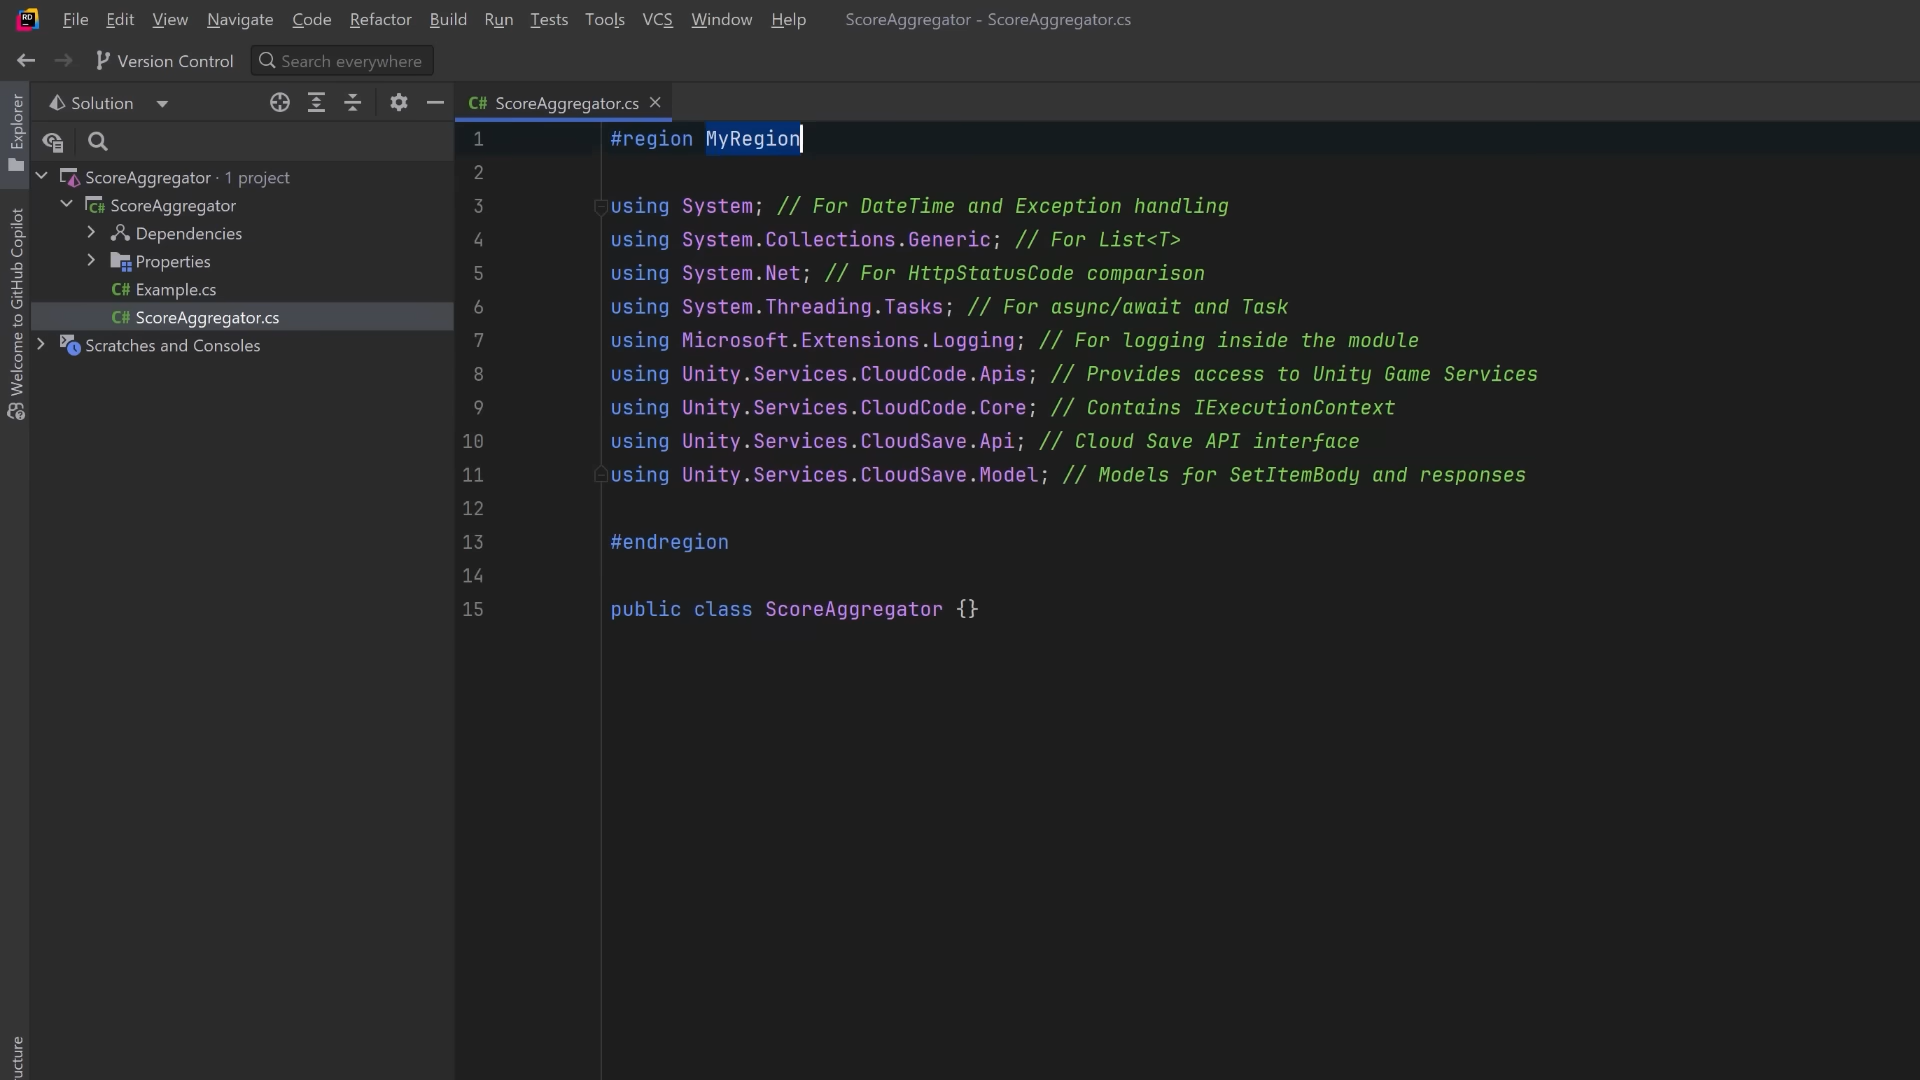 File Edit View Navigate Code Refactor Build Run Tests Tools VCS Window Help ScoreAggregator - ScoreAggregator.cs
Version Control Search everywhere
Explorer
Welcome to GitHub Copilot
Solution
ScoreAggregator · 1 project
ScoreAggregator
Dependencies
Properties
C# Example.cs
C# ScoreAggregator.cs
Scratches and Consoles
C# ScoreAggregator.cs
1 #region MyRegion
2
3 using System; // For DateTime and Exception handling
4 using System.Collections.Generic; // For List<T>
5 using System.Net; // For HttpStatusCode comparison
6 using System.Threading.Tasks; // For async/await and Task
7 using Microsoft.Extensions.Logging; // For logging inside the module
8 using Unity.Services.CloudCode.Apis; // Provides access to Unity Game Services
9 using Unity.Services.CloudCode.Core; // Contains IExecutionContext
10 using Unity.Services.CloudSave.Api; // Cloud Save API interface
11 using Unity.Services.CloudSave.Model; // Models for SetItemBody and responses
12
13 #endregion
14
15 public class ScoreAggregator {}